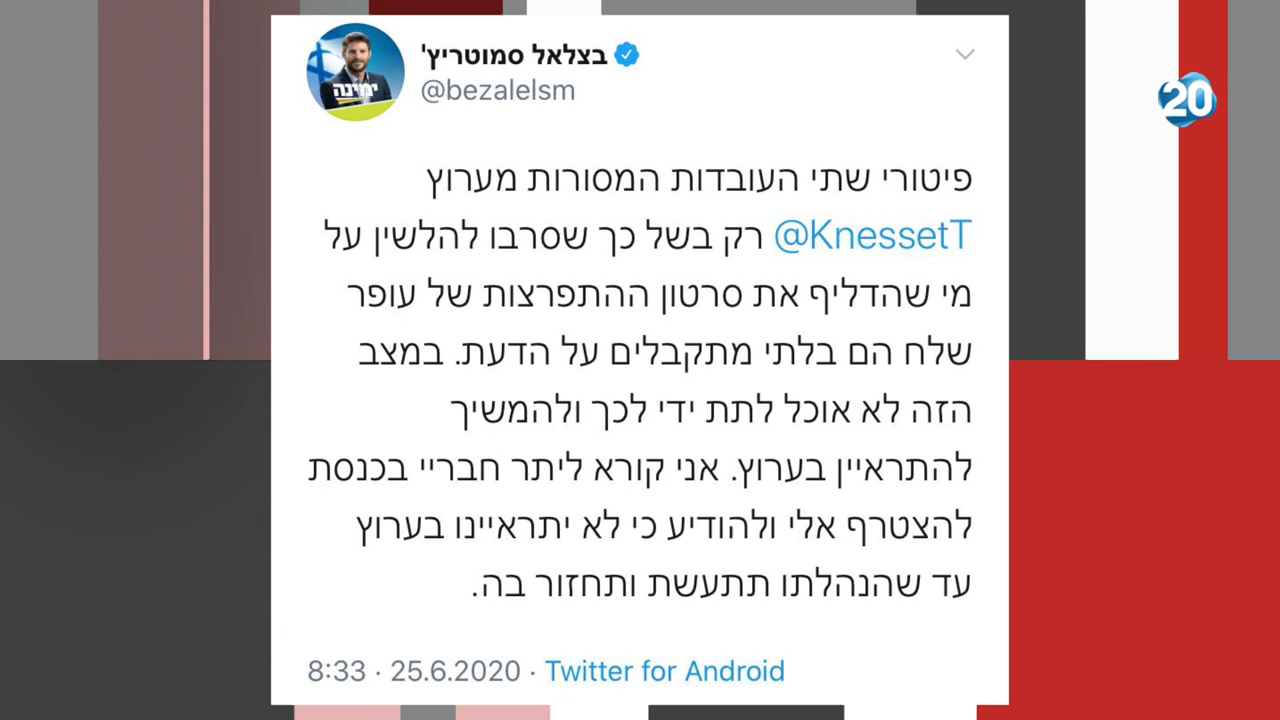 בצלאל סמוטריץ'
@bezalelsm
ימינה
20
פיטורי שתי העובדות המסורות מערוץ
@KnessetT רק בשל כך שסרבו להלשין על
מי שהדליף את סרטון ההתפרצות של עופר
שלח הם בלתי מתקבלים על הדעת. במצב
הזה לא אוכל לתת ידי לכך ולהמשיך
להתראיין בערוץ. אני קורא ליתר חבריי בכנסת
להצטרף אלי ולהודיע כי לא יתראיינו בערוץ
עד שהנהלתו תתעשת ותחזור בה.
8:33 · 25.6.2020 · Twitter for Android